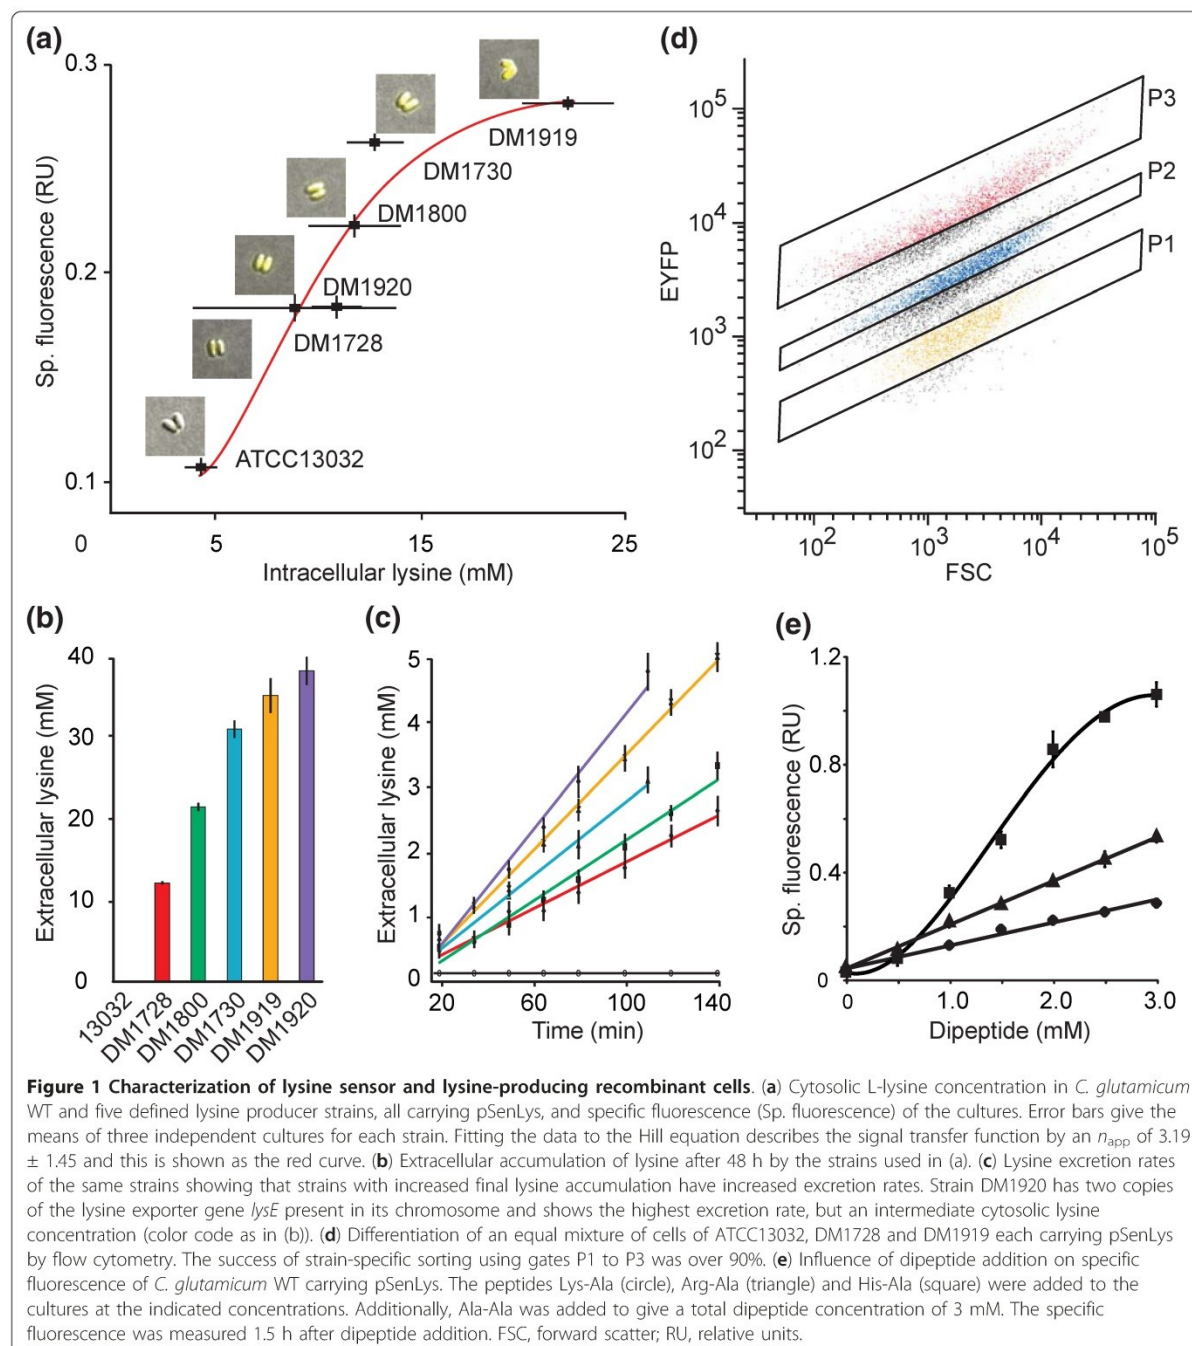 (a)
0.3
0.2
0.1
0
5
15
25
Sp. fluorescence (RU)
Intracellular lysine (mM)
DM1919
DM1730
DM1800
DM1920
DM1728
ATCC13032
(d)
10^5
10^4
10^3
10^2
EYFP
P3
P2
P1
10^2
10^3
10^4
10^5
FSC
(b)
40
30
20
10
0
Extracellular lysine (mM)
13032
DM1728
DM1800
DM1730
DM1919
DM1920
(c)
5
4
3
2
1
0
Extracellular lysine (mM)
20
60
100
140
Time (min)
(e)
1.2
0.8
0.4
0
Sp. fluorescence (RU)
0
1.0
2.0
3.0
Dipeptide (mM)
Figure 1 Characterization of lysine sensor and lysine-producing recombinant cells. (a) Cytosolic L-lysine concentration in C. glutamicum
WT and five defined lysine producer strains, all carrying pSenLys, and specific fluorescence (Sp. fluorescence) of the cultures. Error bars give the
means of three independent cultures for each strain. Fitting the data to the Hill equation describes the signal transfer function by an n_app of 3.19
± 1.45 and this is shown as the red curve. (b) Extracellular accumulation of lysine after 48 h by the strains used in (a). (c) Lysine excretion rates
of the same strains showing that strains with increased final lysine accumulation have increased excretion rates. Strain DM1920 has two copies
of the lysine exporter gene lysE present in its chromosome and shows the highest excretion rate, but an intermediate cytosolic lysine
concentration (color code as in (b)). (d) Differentiation of an equal mixture of cells of ATCC13032, DM1728 and DM1919 each carrying pSenLys
by flow cytometry. The success of strain-specific sorting using gates P1 to P3 was over 90%. (e) Influence of dipeptide addition on specific
fluorescence of C. glutamicum WT carrying pSenLys. The peptides Lys-Ala (circle), Arg-Ala (triangle) and His-Ala (square) were added to the
cultures at the indicated concentrations. Additionally, Ala-Ala was added to give a total dipeptide concentration of 3 mM. The specific
fluorescence was measured 1.5 h after dipeptide addition. FSC, forward scatter; RU, relative units.